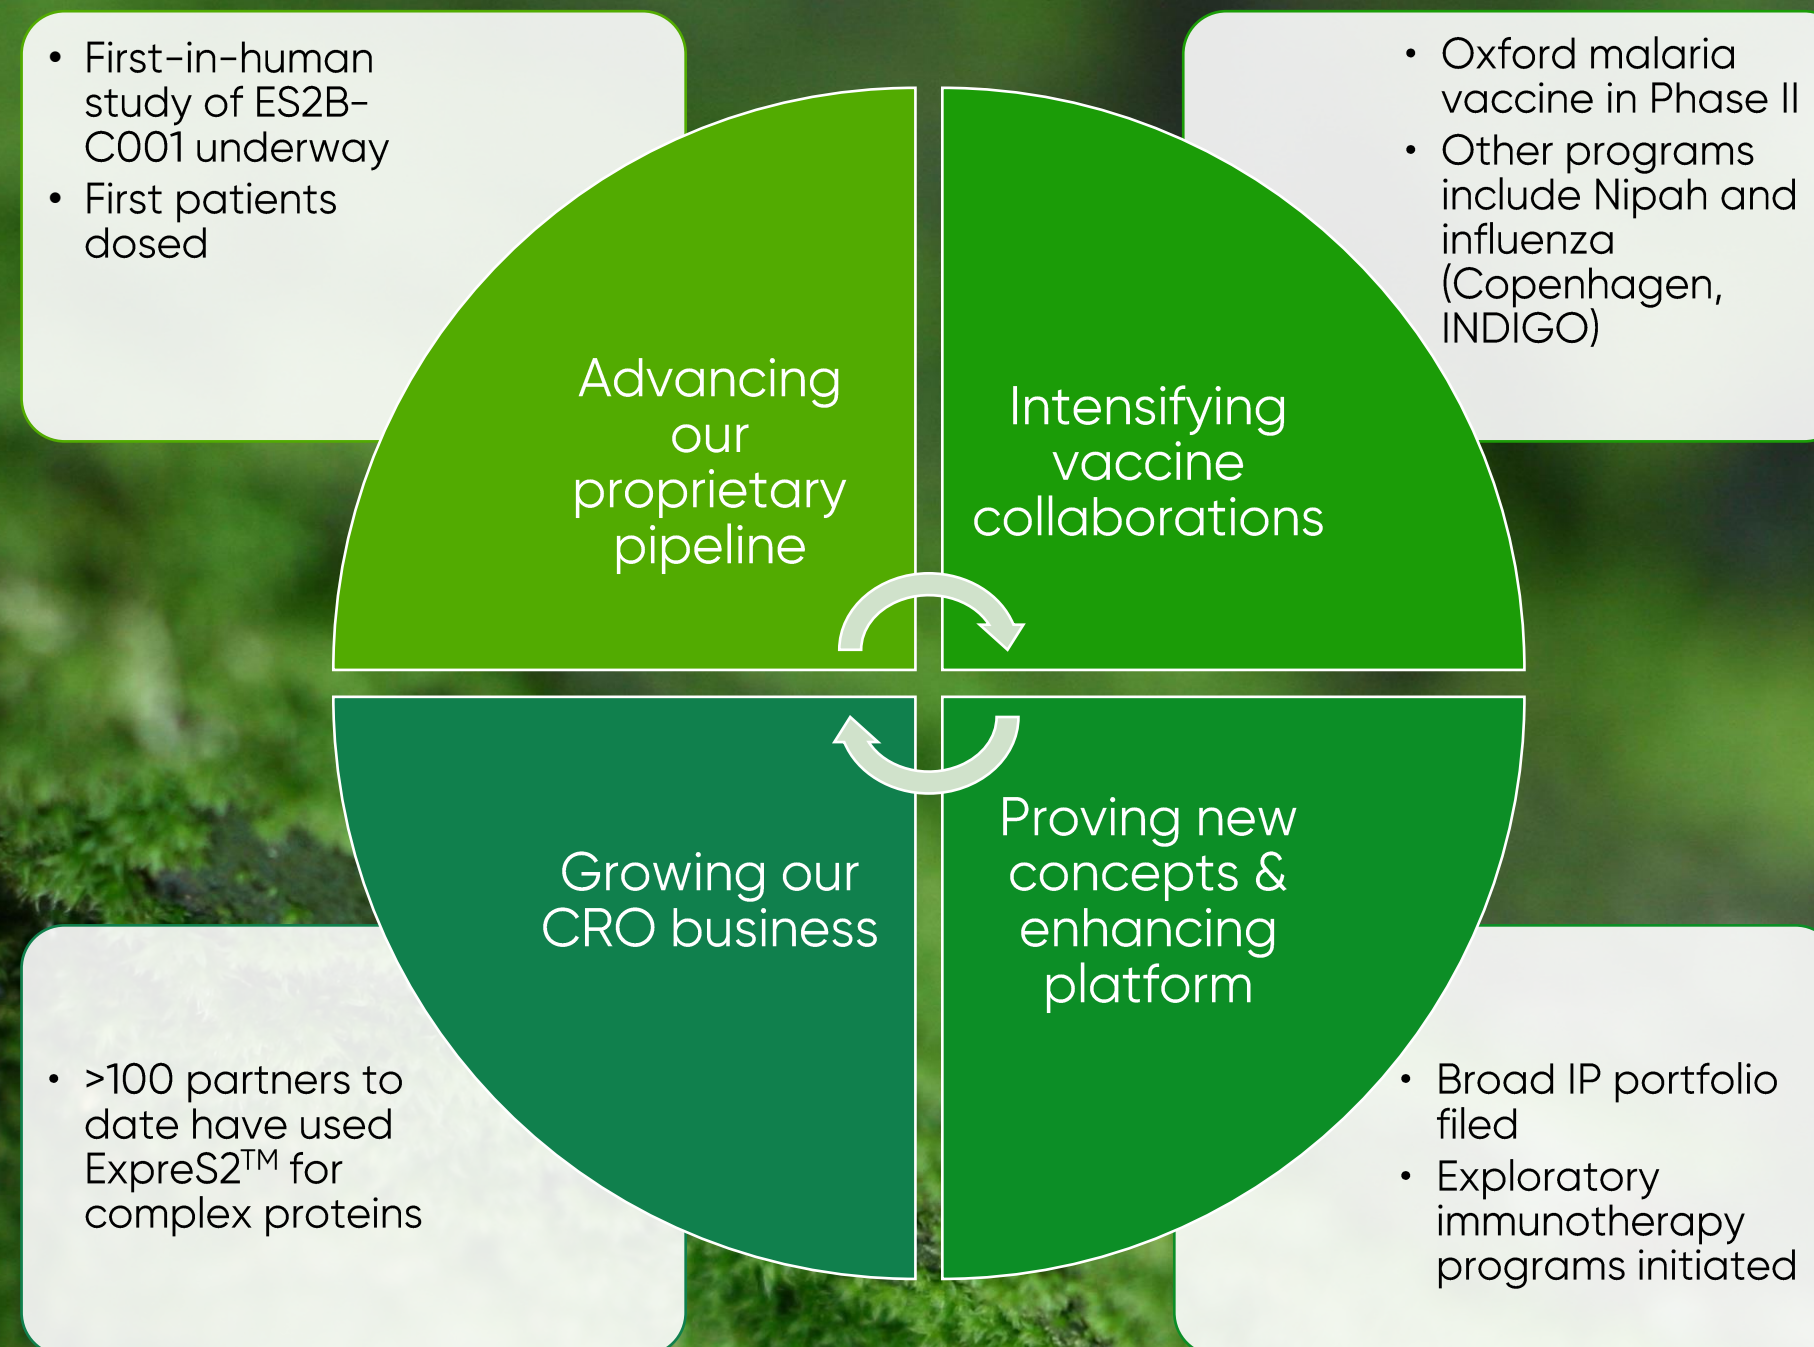 • First-in-human
study of ES2B-
C001 underway
• First patients
dosed
• Oxford malaria
vaccine in Phase II
• Other programs
include Nipah and
influenza
(Copenhagen,
INDIGO)
Advancing
our
proprietary
pipeline
Intensifying
vaccine
collaborations
Growing our
CRO business
Proving new
concepts &
enhancing
platform
• >100 partners to
date have used
ExpreS2™ for
complex proteins
• Broad IP portfolio
filed
• Exploratory
immunotherapy
programs initiated